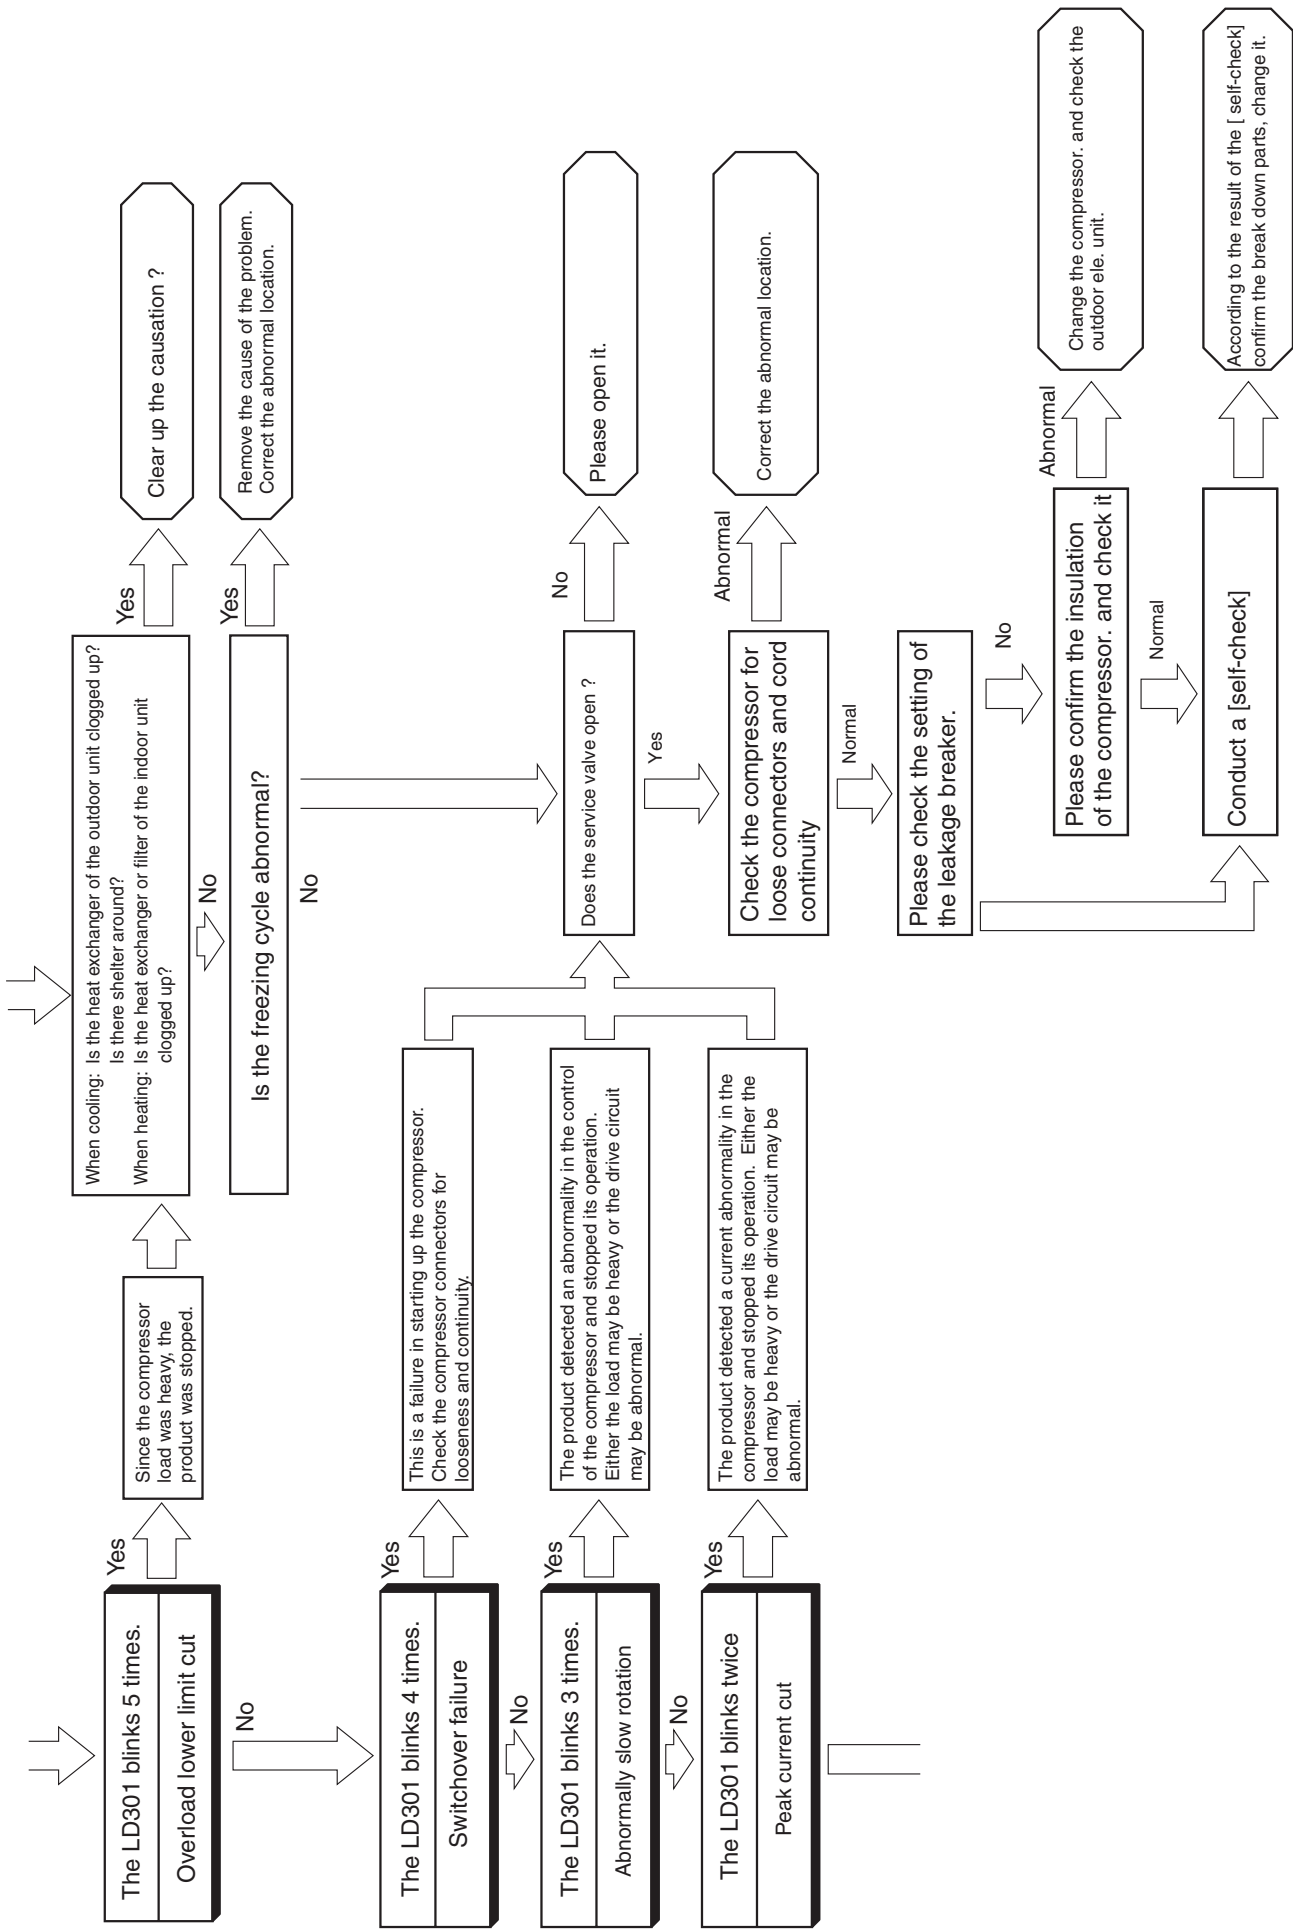 The LD301 blinks 5 times.
Overload lower limit cut
Yes
Since the compressor
load was heavy, the
product was stopped.
When cooling: Is the heat exchanger of the outdoor unit clogged up?
Is there shelter around?
When heating: Is the heat exchanger or filter of the indoor unit
clogged up?
Yes
Clear up the causation ?
No
Is the freezing cycle abnormal?
Yes
Remove the cause of the problem.
Correct the abnormal location.
No
No
The LD301 blinks 4 times.
Switchover failure
Yes
This is a failure in starting up the compressor.
Check the compressor connectors for
looseness and continuity.
No
The LD301 blinks 3 times.
Abnormally slow rotation
Yes
The product detected an abnormality in the control
of the compressor and stopped its operation.
Either the load may be heavy or the drive circuit
may be abnormal.
No
The LD301 blinks twice
Peak current cut
Yes
The product detected a current abnormality in the
compressor and stopped its operation. Either the
load may be heavy or the drive circuit may be
abnormal.
Does the service valve open ?
No
Please open it.
Yes
Check the compressor for
loose connectors and cord
continuity
Abnormal
Correct the abnormal location.
Normal
Please check the setting of
the leakage breaker.
No
Please confirm the insulation
of the compressor. and check it
Abnormal
Change the compressor. and check the
outdoor ele. unit.
Normal
Conduct a [self-check]
According to the result of the [ self-check]
confirm the break down parts, change it.